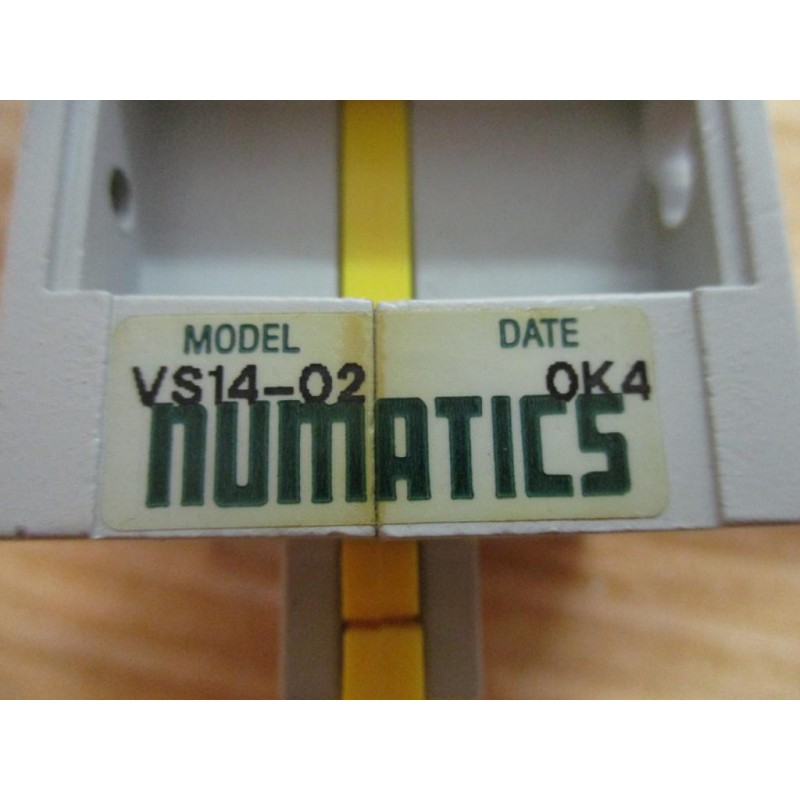 MODEL DATE
VS14-02 0K4
NUMATICS